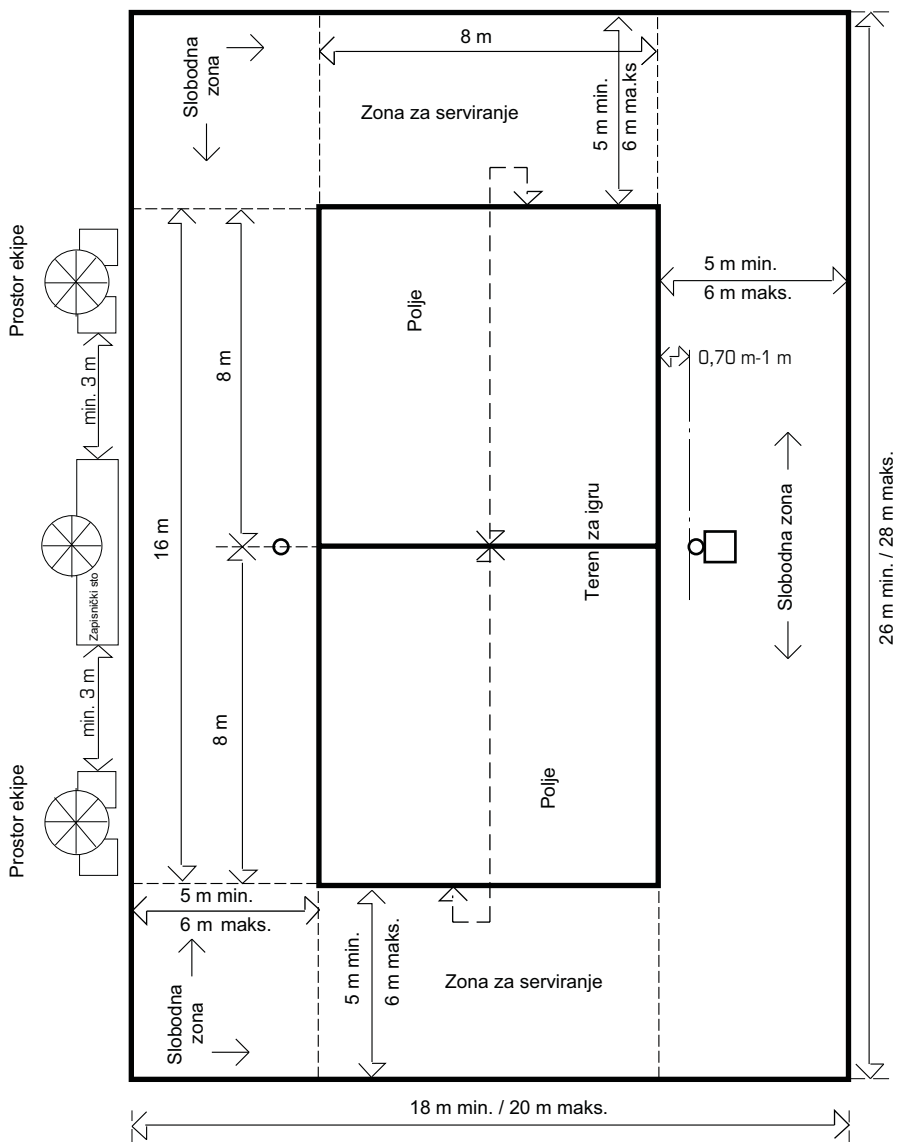 8 m
Slobodna
zona
5 m min.
6 m ma.ks
Zona za serviranje
Prostor ekipe
5 m min.
6 m maks.
Polje
8 m
0,70 m-1 m
min. 3 m
16 m
Teren za igru
Slobodna zona
26 m min. / 28 m maks.
Zapisnički sto
min. 3 m
8 m
Polje
Prostor ekipe
5 m min.
6 m maks.
5 m min.
6 m maks.
Zona za serviranje
Slobodna
zona
18 m min. / 20 m maks.